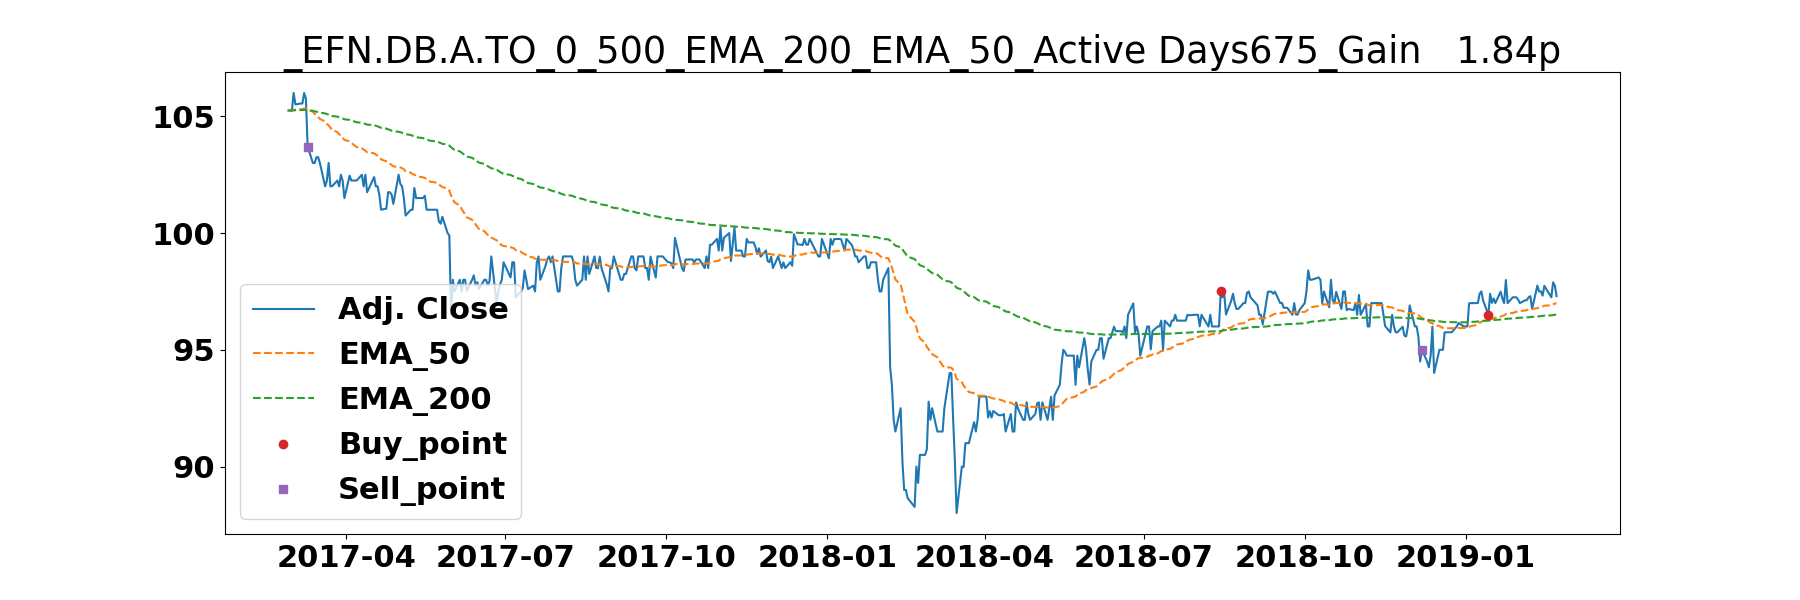 _EFN.DB.A.TO_0_500_EMA_200_EMA_50_Active Days675_Gain   1.84p
105
100
95
90
Adj. Close
EMA_50
EMA_200
Buy_point
Sell_point
2017-04 2017-07 2017-10 2018-01 2018-04 2018-07 2018-10 2019-01